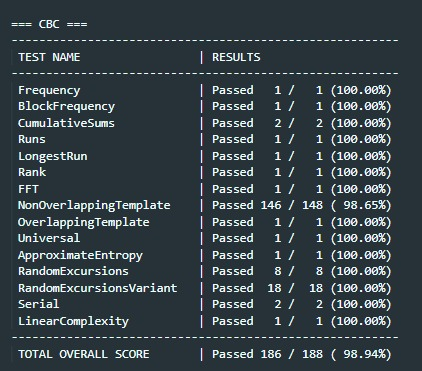 === CBC ===
-------------------------------------------------------
TEST NAME                 | RESULTS
-------------------------------------------------------
Frequency                 | Passed   1 /   1 (100.00%)
BlockFrequency            | Passed   1 /   1 (100.00%)
CumulativeSums            | Passed   2 /   2 (100.00%)
Runs                      | Passed   1 /   1 (100.00%)
LongestRun                | Passed   1 /   1 (100.00%)
Rank                      | Passed   1 /   1 (100.00%)
FFT                       | Passed   1 /   1 (100.00%)
NonOverlappingTemplate    | Passed 146 / 148 ( 98.65%)
OverlappingTemplate       | Passed   1 /   1 (100.00%)
Universal                 | Passed   1 /   1 (100.00%)
ApproximateEntropy        | Passed   1 /   1 (100.00%)
RandomExcursions          | Passed   8 /   8 (100.00%)
RandomExcursionsVariant   | Passed  18 /  18 (100.00%)
Serial                    | Passed   2 /   2 (100.00%)
LinearComplexity          | Passed   1 /   1 (100.00%)
-------------------------------------------------------
TOTAL OVERALL SCORE       | Passed 186 / 188 ( 98.94%)